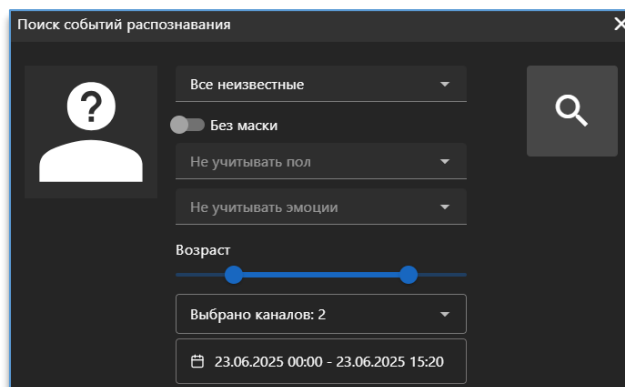 Поиск событий распознавания
Все неизвестные
Без маски
Не учитывать пол
Не учитывать эмоции
Возраст
Выбрано каналов: 2
23.06.2025 00:00 - 23.06.2025 15:20